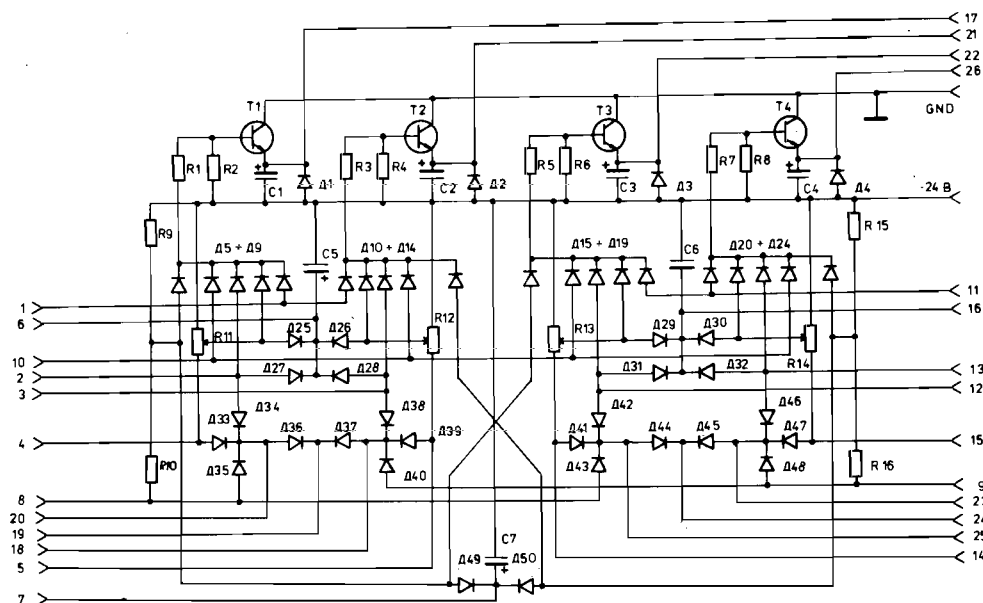 17
21
22
26
T1 T2 T3 T4
GND
R1 R2 R3 R4 R5 R6 R7 R8
+ + + +
C1 Д1 C2 Д2 C3 Д3 C4 Д4
-24 В
R9 R15
Д5 ÷ Д9 C5 Д10 ÷ Д14 Д15 ÷ Д19 C6 Д20 ÷ Д24
+
1 11
6 16
R11 Д25 Д26 R12 R13 Д29 Д30
10 R14
2 Д27 Д28 Д31 Д32 13
3 12
Д34 Д38 Д42 Д46
Д33 Д36 Д37 Д39 Д41 Д44 Д45 Д47
4 15
R10 Д35 Д40 Д43 Д48 R16
8 9
20 23
19 24
18 C7 25
5 Д49 + Д50 14
7